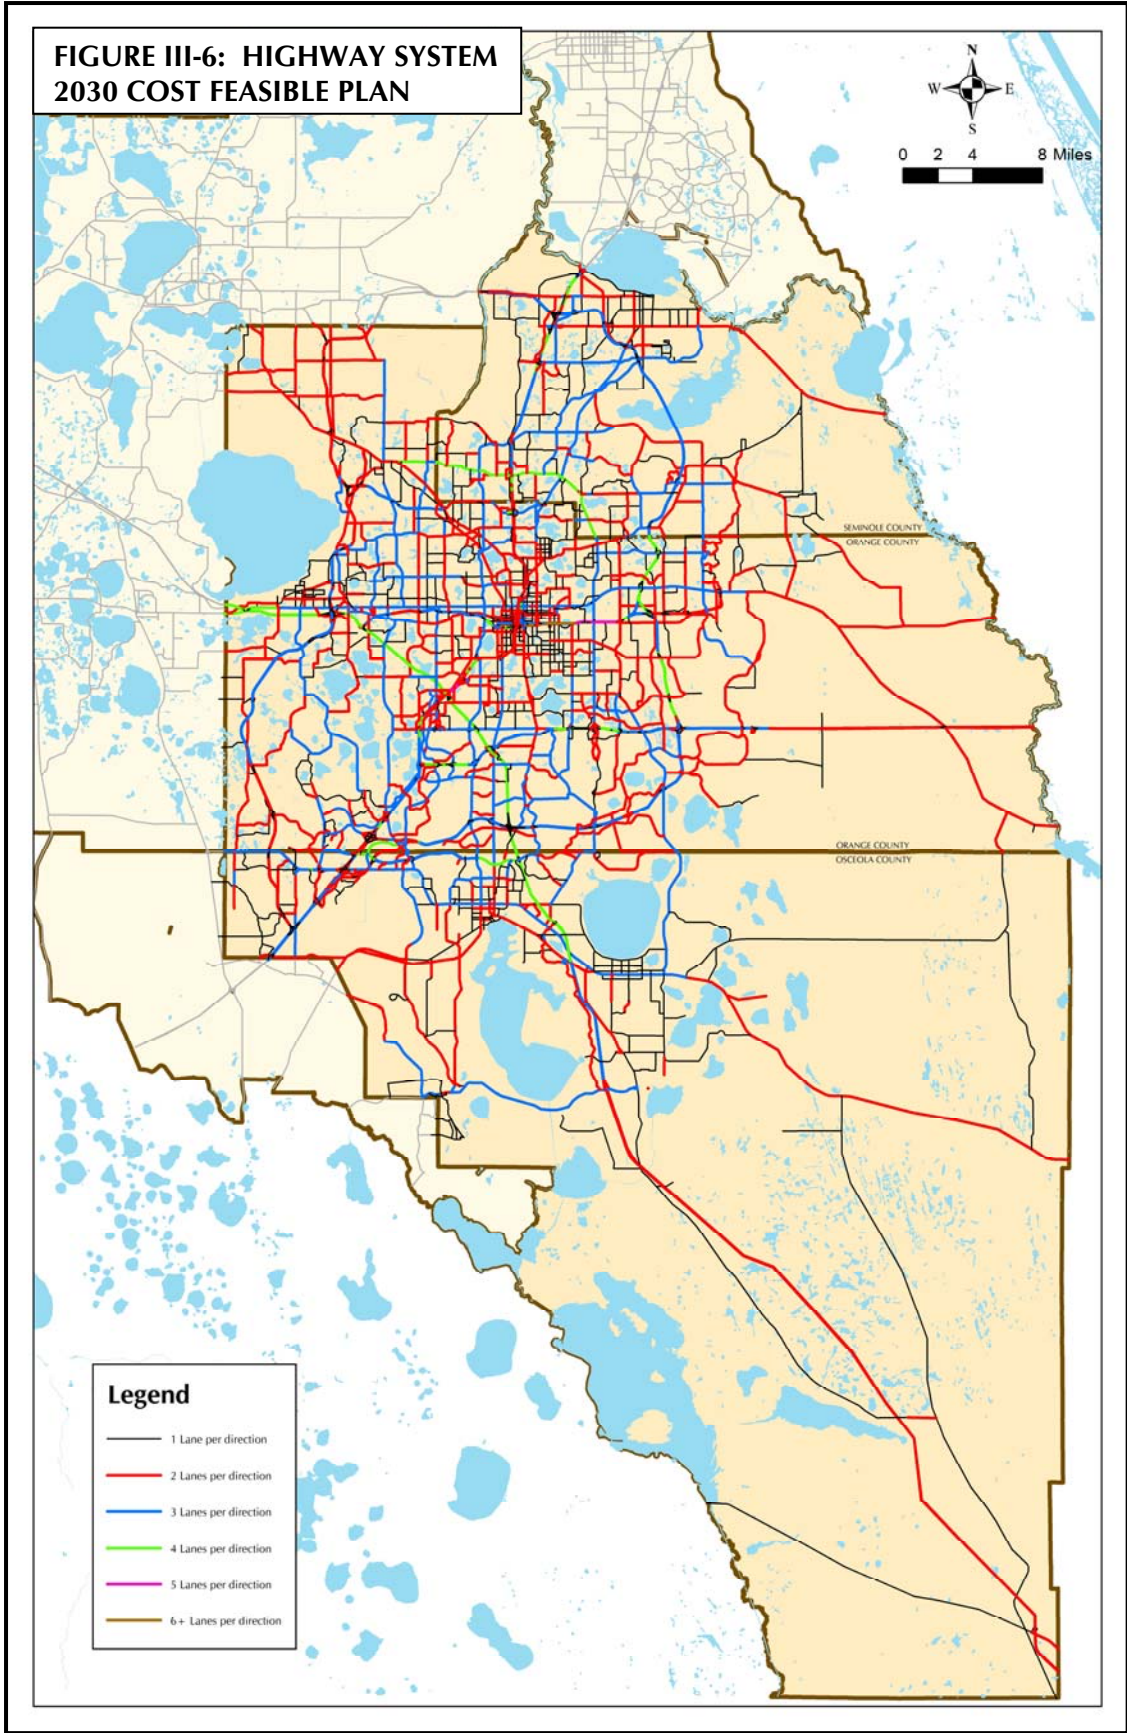 FIGURE III-6: HIGHWAY SYSTEM
2030 COST FEASIBLE PLAN
N
W E
S
0 2 4 8 Miles
SEMINOLE COUNTY
ORANGE COUNTY
ORANGE COUNTY
OSCEOLA COUNTY
Legend
1 Lane per direction
2 Lanes per direction
3 Lanes per direction
4 Lanes per direction
5 Lanes per direction
6+ Lanes per direction